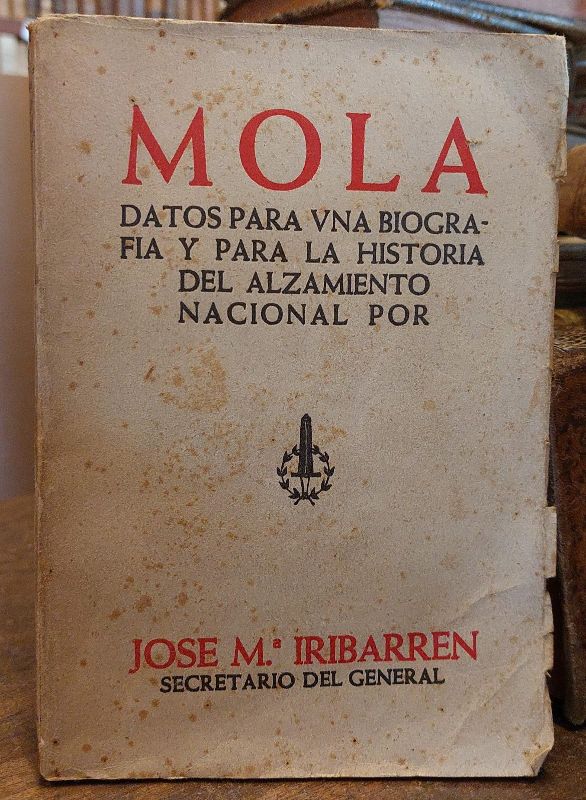 MOLA
DATOS PARA VNA BIOGRA-
FIA Y PARA LA HISTORIA
DEL ALZAMIENTO
NACIONAL POR
JOSE M.ª IRIBARREN
SECRETARIO DEL GENERAL